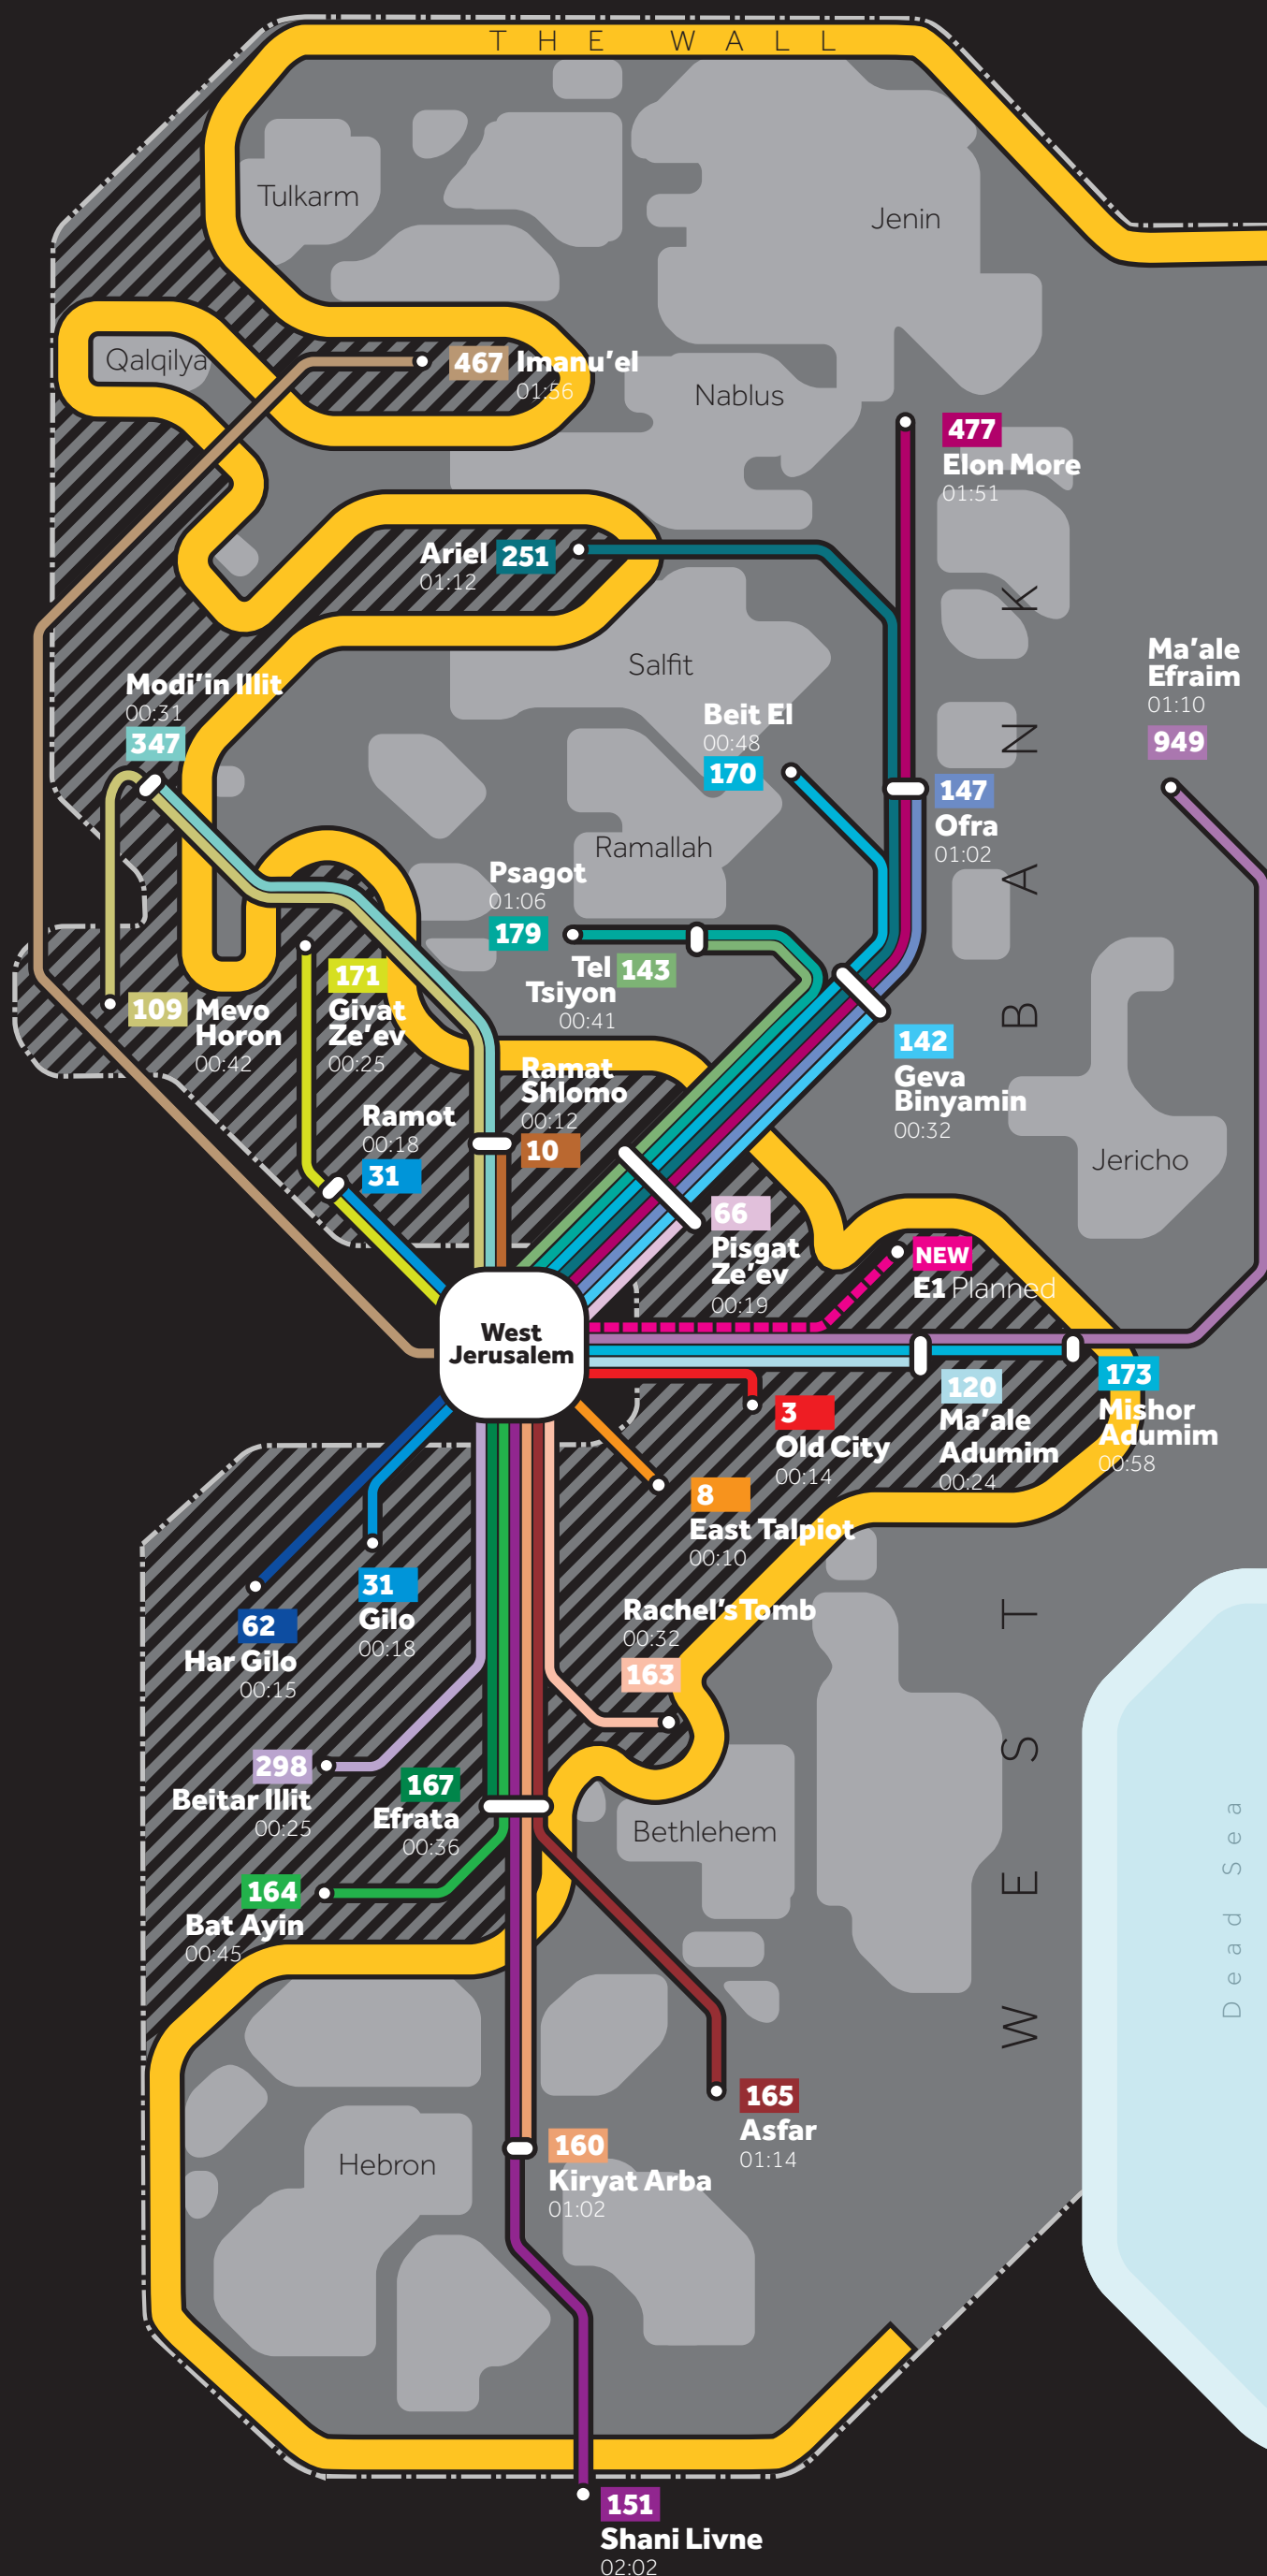 THE WALL
Tulkarm
Jenin
Qalqilya
467 Imanu'el
01:56
Nablus
477
Elon More
01:51
Ariel 251
01:12
Salfit
Ma'ale
Efraim
01:10
949
Modi'in Illit
00:31
347
Beit El
00:48
170
147
Ofra
01:02
Ramallah
Psagot
01:06
179
Tel
Tsiyon
143
00:41
171
Givat
Ze'ev
00:25
109 Mevo
Horon
00:42
142
Geva
Binyamin
00:32
Ramat
Shlomo
00:12
10
Ramot
00:18
31
Jericho
66
Pisgat
Ze'ev
00:19
NEW
E1 Planned
West
Jerusalem
173
Mishor
Adumim
00:58
120
Ma'ale
Adumim
00:24
3
Old City
00:14
8
East Talpiot
00:10
31
Gilo
00:18
62
Har Gilo
00:15
Rachel's Tomb
00:32
163
298
Beitar Illit
00:25
167
Efrata
00:36
Bethlehem
164
Bat Ayin
00:45
WEST BANK
Dead Sea
165
Asfar
01:14
160
Kiryat Arba
01:02
Hebron
151
Shani Livne
02:02